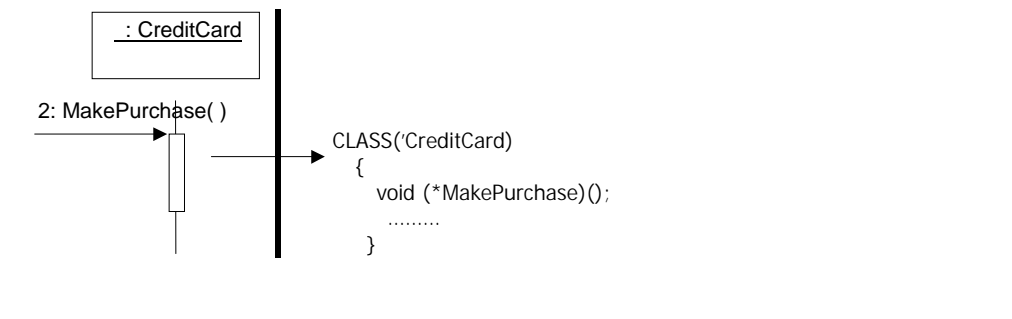 _: CreditCard
2: MakePurchase( )
CLASS('CreditCard)
{
void (*MakePurchase)();
.........
}